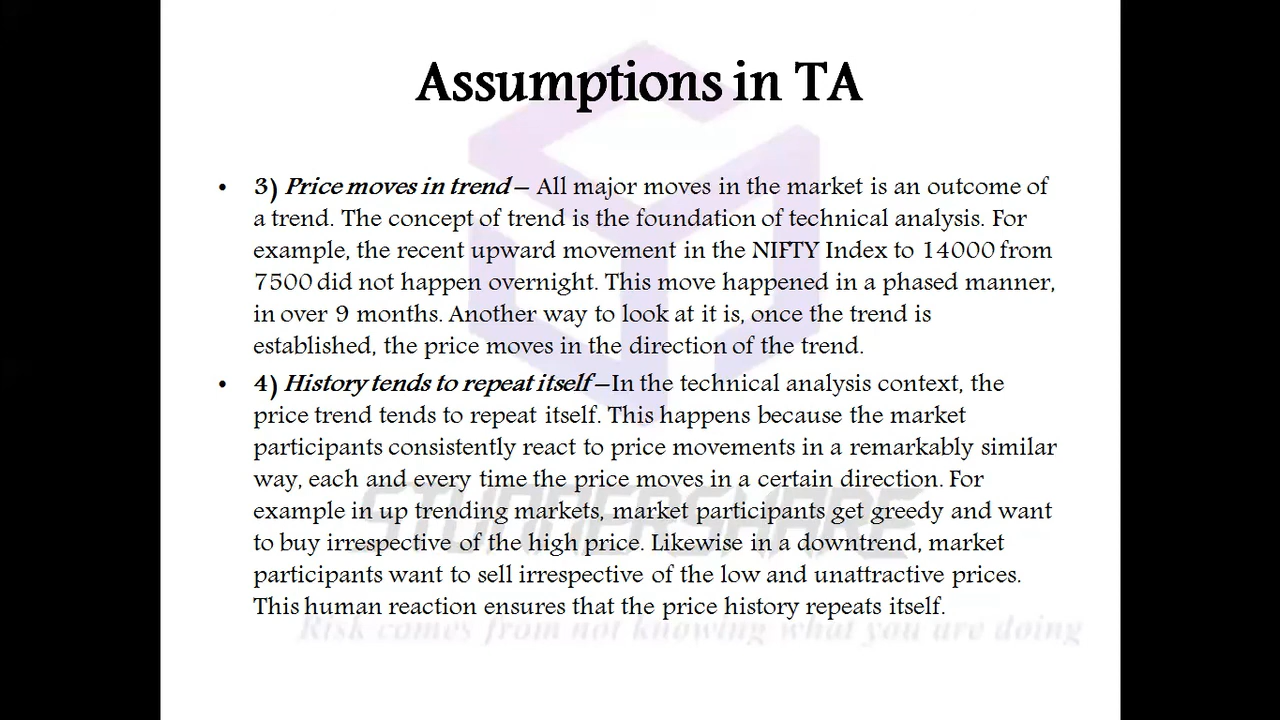 Assumptions in TA
• 3) Price moves in trend – All major moves in the market is an outcome of
a trend. The concept of trend is the foundation of technical analysis. For
example, the recent upward movement in the NIFTY Index to 14000 from
7500 did not happen overnight. This move happened in a phased manner,
in over 9 months. Another way to look at it is, once the trend is
established, the price moves in the direction of the trend.
• 4) History tends to repeat itself –In the technical analysis context, the
price trend tends to repeat itself. This happens because the market
participants consistently react to price movements in a remarkably similar
way, each and every time the price moves in a certain direction. For
example in up trending markets, market participants get greedy and want
to buy irrespective of the high price. Likewise in a downtrend, market
participants want to sell irrespective of the low and unattractive prices.
This human reaction ensures that the price history repeats itself.
STUNNERSHARE
Risk comes from not knowing what you are doing